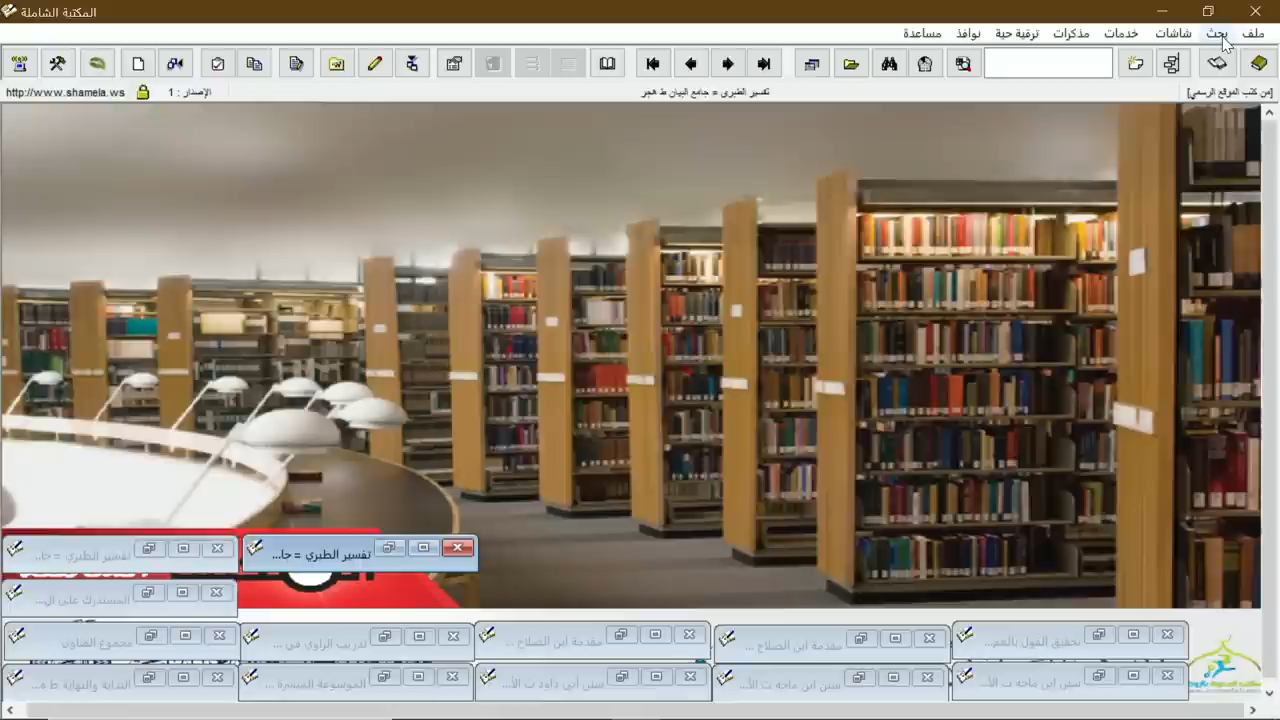 المكتبة الشاملة
ملف بحث شاشات خدمات مذكرات ترقية حية نوافذ مساعدة
[من كتب الموقع الرسمي] تفسير الطبري = جامع البيان ط هجر الإصدار : 1 http://www.shamela.ws
تفسير الطبري = جا...
تفسير الطبري = جا...
المستدرك على ال...
تحقيق القول بالعم...
مقدمة ابن الصلاح ...
مقدمة ابن الصلاح ...
تدريب الراوي في ...
مجموع الفتاوى
سنن ابن ماجه ت الأ...
سنن ابن ماجه ت الأ...
سنن أبي داود ت ...
الموسوعة الميسرة ...
البداية والنهاية ط ه...